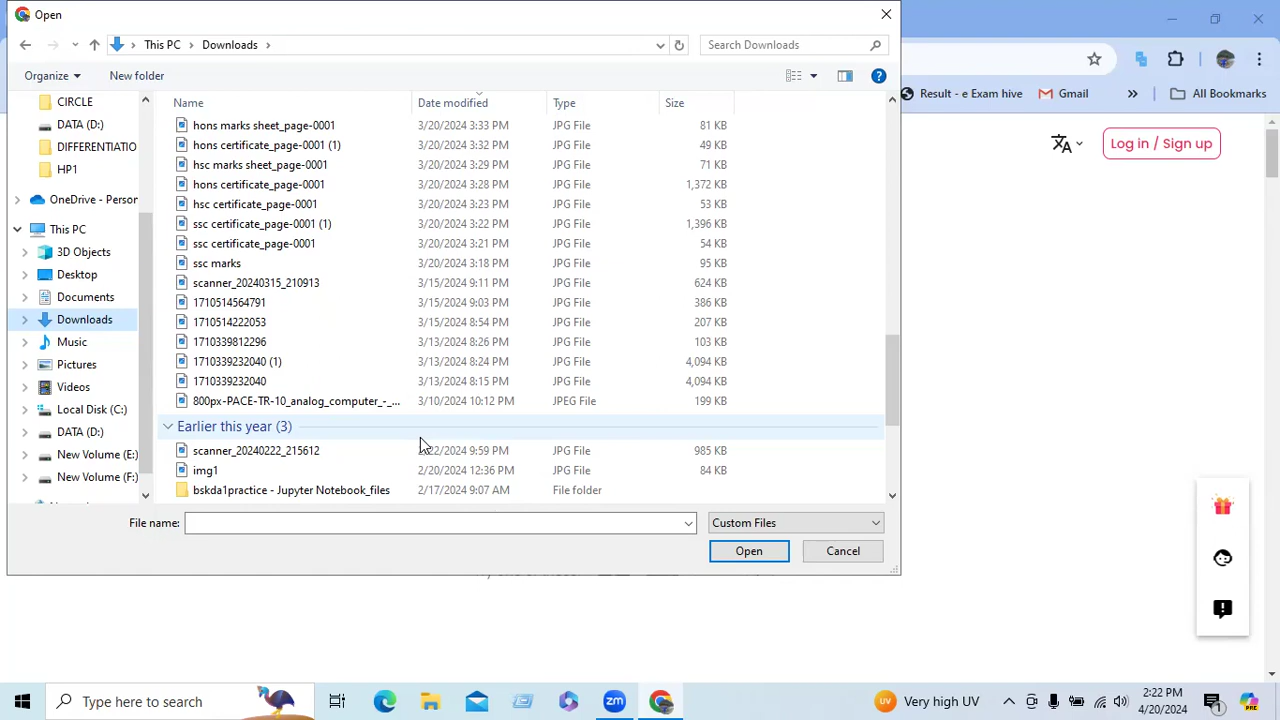 Open
This PC
Downloads
Search Downloads
Organize
New folder
Result - e Exam hive
Gmail
All Bookmarks
Log in / Sign up
CIRCLE
DATA (D:)
DIFFERENTIATIO
HP1
OneDrive - Person
This PC
3D Objects
Desktop
Documents
Downloads
Music
Pictures
Videos
Local Disk (C:)
DATA (D:)
New Volume (E:)
New Volume (F:)
Name Date modified Type Size
hons marks sheet_page-0001 3/20/2024 3:33 PM JPG File 81 KB
hons certificate_page-0001 (1) 3/20/2024 3:32 PM JPG File 49 KB
hsc marks sheet_page-0001 3/20/2024 3:29 PM JPG File 71 KB
hons certificate_page-0001 3/20/2024 3:28 PM JPG File 1,372 KB
hsc certificate_page-0001 3/20/2024 3:23 PM JPG File 53 KB
ssc certificate_page-0001 (1) 3/20/2024 3:22 PM JPG File 1,396 KB
ssc certificate_page-0001 3/20/2024 3:21 PM JPG File 54 KB
ssc marks 3/20/2024 3:18 PM JPG File 95 KB
scanner_20240315_210913 3/15/2024 9:11 PM JPG File 624 KB
1710514564791 3/15/2024 9:03 PM JPG File 386 KB
1710514222053 3/15/2024 8:54 PM JPG File 207 KB
1710339812296 3/13/2024 8:26 PM JPG File 103 KB
1710339232040 (1) 3/13/2024 8:24 PM JPG File 4,094 KB
1710339232040 3/13/2024 8:15 PM JPG File 4,094 KB
800px-PACE-TR-10_analog_computer_-_... 3/10/2024 10:12 PM JPEG File 199 KB
Earlier this year (3)
scanner_20240222_215612 22/2024 9:59 PM JPG File 985 KB
img1 2/20/2024 12:36 PM JPG File 84 KB
bskda1practice - Jupyter Notebook_files 2/17/2024 9:07 AM File folder
File name: Custom Files
Open Cancel
Type here to search
zm
Very high UV
2:22 PM
4/20/2024
1
PRE